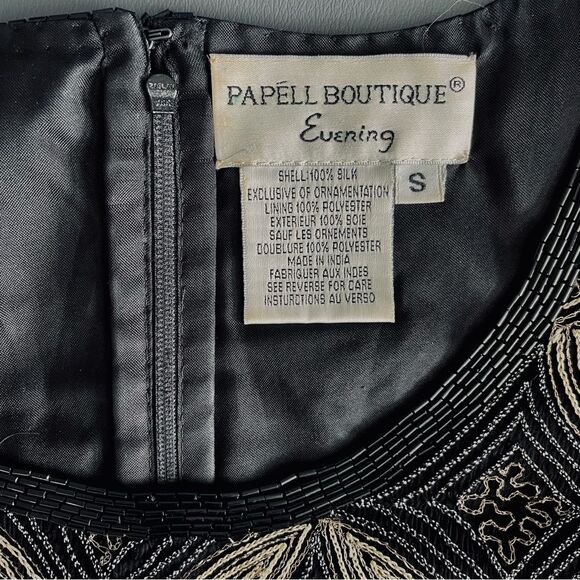 PAPÉLL BOUTIQUE®
Evening
S
SHELL:100% SILK
EXCLUSIVE OF ORNAMENTATION
LINING 100% POLYESTER
EXTERIEUR 100% SOIE
SAUF LES ORNEMENTS
DOUBLURE 100% POLYESTER
MADE IN INDIA
FABRIQUER AUX INDES
SEE REVERSE FOR CARE
INSTURCTIONS AU VERSO